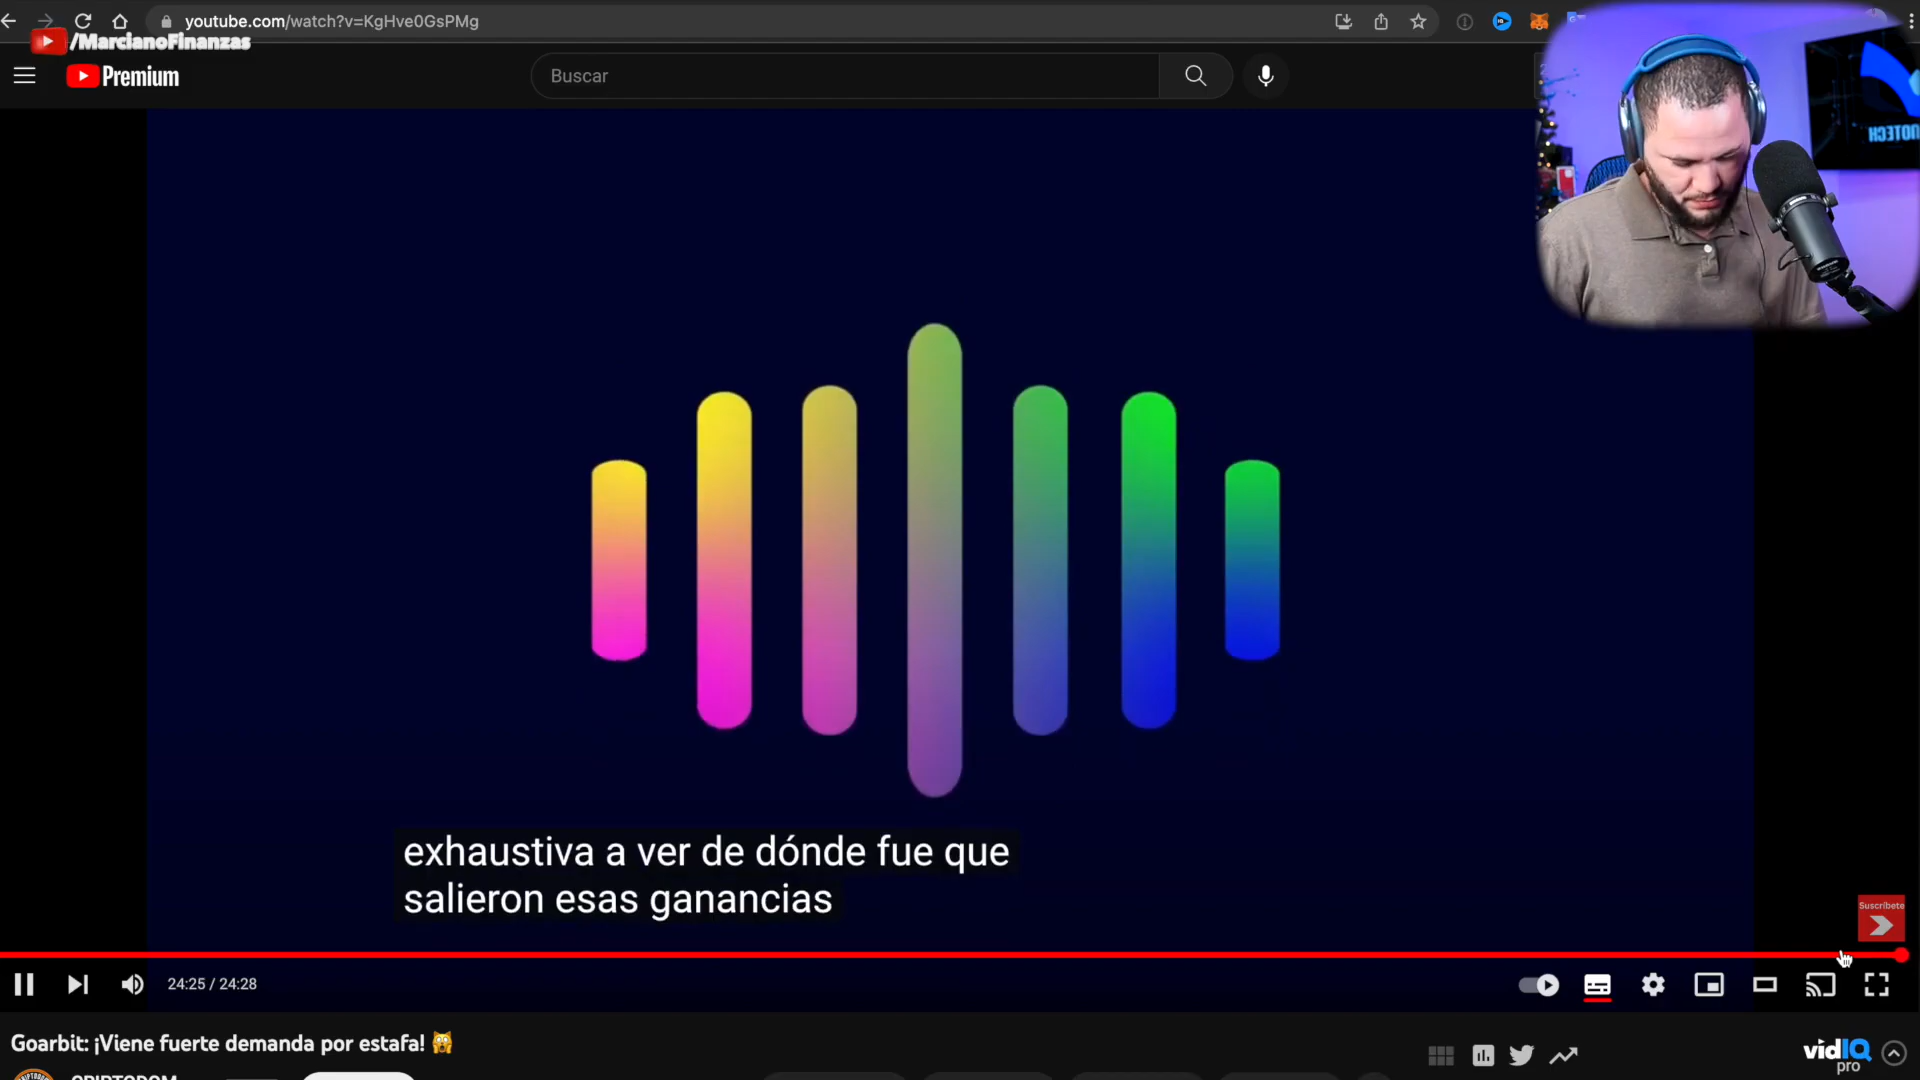 youtube.com/watch?v=KgHve0GsPMg
/MarcianoFinanzas
Premium
Buscar
exhaustiva a ver de dónde fue que
salieron esas ganancias
Suscríbete
24:25 / 24:28
Goarbit: ¡Viene fuerte demanda por estafa! 🙀
vidIQ
pro
CRIPTODOM